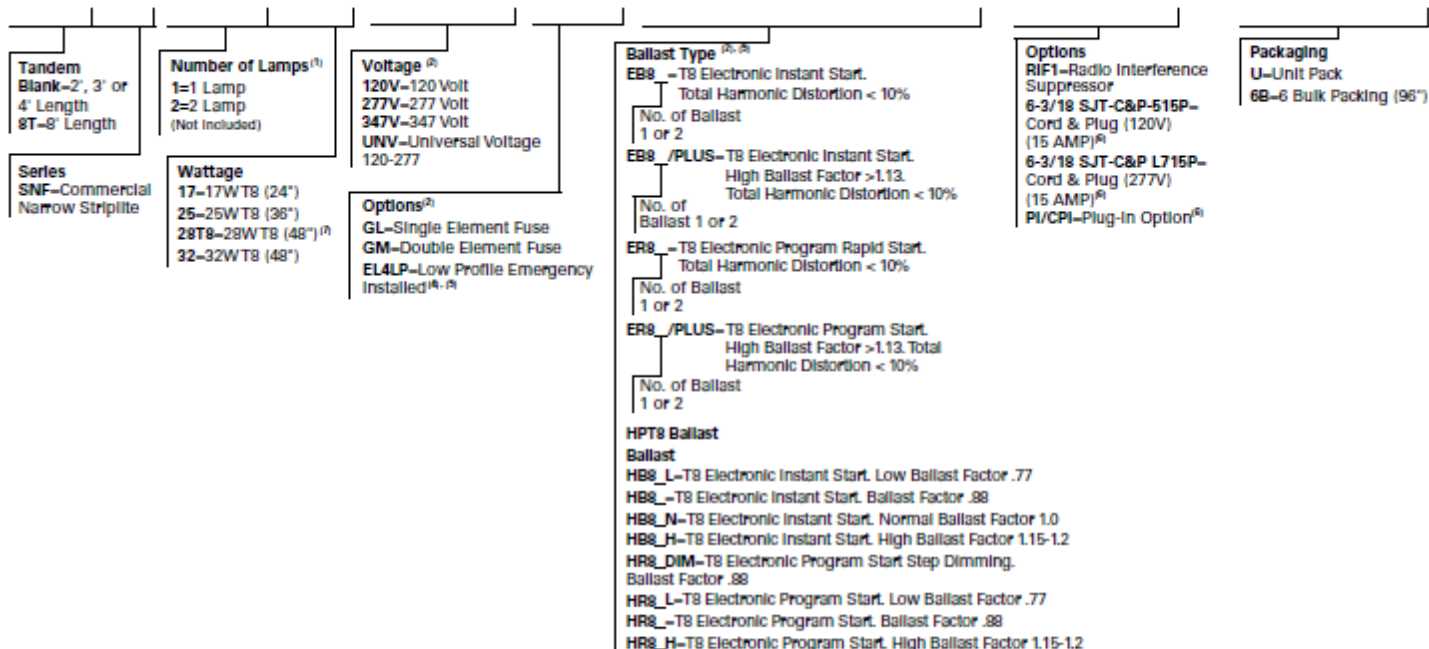 Tandem
Blank=2', 3' or
4' Length
8T=8' Length
Series
SNF=Commercial
Narrow Striplite
Number of Lamps(1)
1=1 Lamp
2=2 Lamp
(Not Included)
Wattage
17=17W T8 (24")
25=25W T8 (36")
28T8=28W T8 (48")(7)
32=32W T8 (48")
Voltage (2)
120V=120 Volt
277V=277 Volt
347V=347 Volt
UNV=Universal Voltage
120-277
Options(2)
GL=Single Element Fuse
GM=Double Element Fuse
EL4LP=Low Profile Emergency
Installed(4), (5)
Ballast Type (2), (3)
EB8_=T8 Electronic Instant Start.
Total Harmonic Distortion < 10%
No. of Ballast
1 or 2
EB8_/PLUS=T8 Electronic Instant Start.
High Ballast Factor >1.13.
Total Harmonic Distortion < 10%
No. of
Ballast 1 or 2
ER8_=T8 Electronic Program Rapid Start.
Total Harmonic Distortion < 10%
No. of Ballast
1 or 2
ER8_/PLUS=T8 Electronic Program Start.
High Ballast Factor >1.13. Total
Harmonic Distortion < 10%
No. of Ballast
1 or 2
HPT8 Ballast
Ballast
HB8_L=T8 Electronic Instant Start. Low Ballast Factor .77
HB8_=T8 Electronic Instant Start. Ballast Factor .88
HB8_N=T8 Electronic Instant Start. Normal Ballast Factor 1.0
HB8_H=T8 Electronic Instant Start. High Ballast Factor 1.15-1.2
HR8_DIM=T8 Electronic Program Start Step Dimming.
Ballast Factor .88
HR8_L=T8 Electronic Program Start. Low Ballast Factor .77
HR8_=T8 Electronic Program Start. Ballast Factor .88
HR8_H=T8 Electronic Program Start. High Ballast Factor 1.15-1.2
Options
RIF1=Radio Interference
Suppressor
6-3/18 SJT-C&P-515P=
Cord & Plug (120V)
(15 AMP)(6)
6-3/18 SJT-C&P L715P=
Cord & Plug (277V)
(15 AMP)(6)
PI/CPI=Plug-In Option(6)
Packaging
U=Unit Pack
6B=6 Bulk Packing (96")